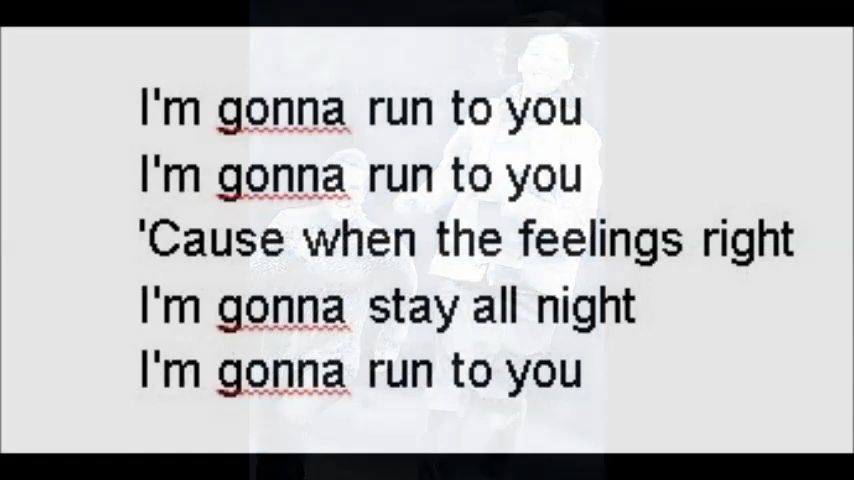 I'm gonna run to you
I'm gonna run to you
'Cause when the feelings right
I'm gonna stay all night
I'm gonna run to you